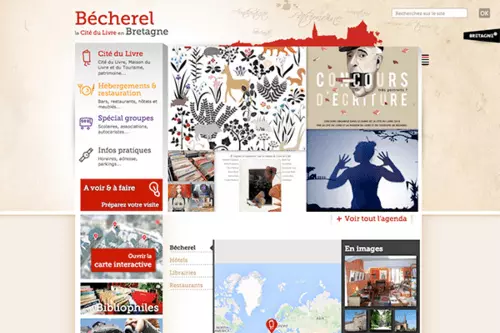 Bécherel
la Cité du Livre en Bretagne
Recherchez sur le site
OK
BRETAGNE
Cité du Livre
Cité du Livre, Maison du
Livre et du Tourisme,
patrimoine...
Hébergements &
restauration
Bars, restaurants, hôtels et
meublés...
Spécial groupes
Scolaires, associations,
autocaristes...
Infos pratiques
Horaires, adresse,
parkings...
CONCOURS
D'ÉCRITURE
A voir & à faire
Préparez votre visite
+ Voir tout l'agenda
Ouvrir la
carte interactive
Bibliophiles
Bécherel
Hôtels
Librairies
Restaurants
En images